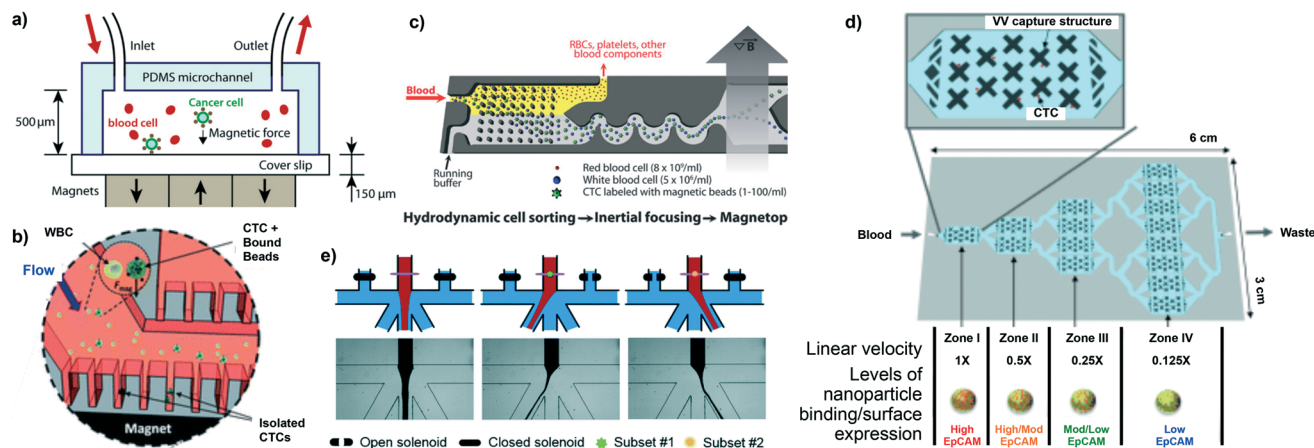 a)
Inlet
Outlet
PDMS microchannel
500 µm
Cancer cell
blood cell
Magnetic force
Cover slip
Magnets
150 µm
b)
WBC
CTC +
Bound
Beads
Flow
Isolated
CTCs
Magnet
c)
RBCs, platelets, other
blood components
B
Blood
Running
buffer
Red blood cell (8 x 10⁹/ml)
White blood cell (5 x 10⁶/ml)
CTC labeled with magnetic beads (1-100/ml)
Hydrodynamic cell sorting→Inertial focusing→ Magnetop
d)
VV capture structure
CTC
6 cm
Blood
Waste
3 cm
Zone I Zone II Zone III Zone IV
Linear velocity 1X 0.5X 0.25X 0.125X
Levels of
nanoparticle
binding/surface
expression
High
EpCAM
High/Mod
EpCAM
Mod/Low
EpCAM
Low
EpCAM
e)
Open solenoid Closed solenoid Subset #1 Subset #2